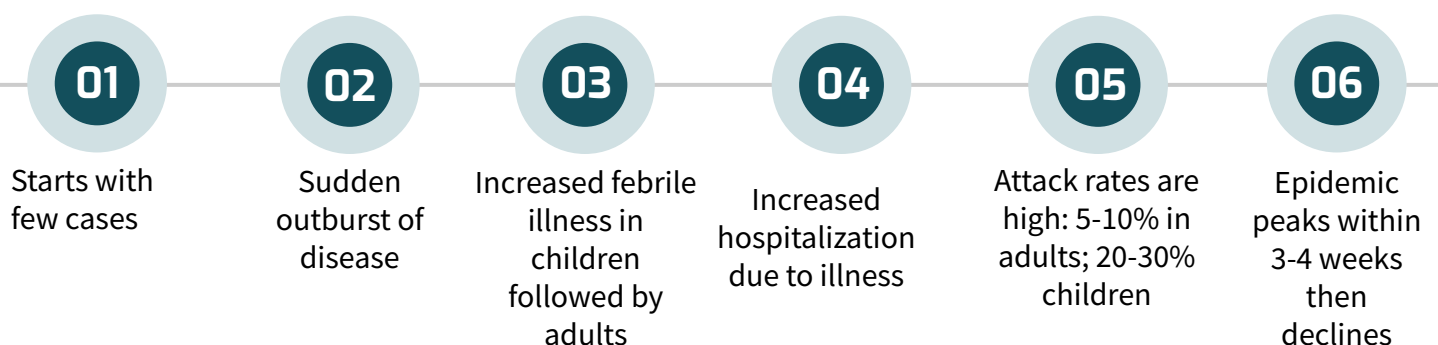 01
Starts with
few cases
02
Sudden
outburst of
disease
03
Increased febrile
illness in
children
followed by
adults
04
Increased
hospitalization
due to illness
05
Attack rates are
high: 5-10% in
adults; 20-30%
children
06
Epidemic
peaks within
3-4 weeks
then
declines